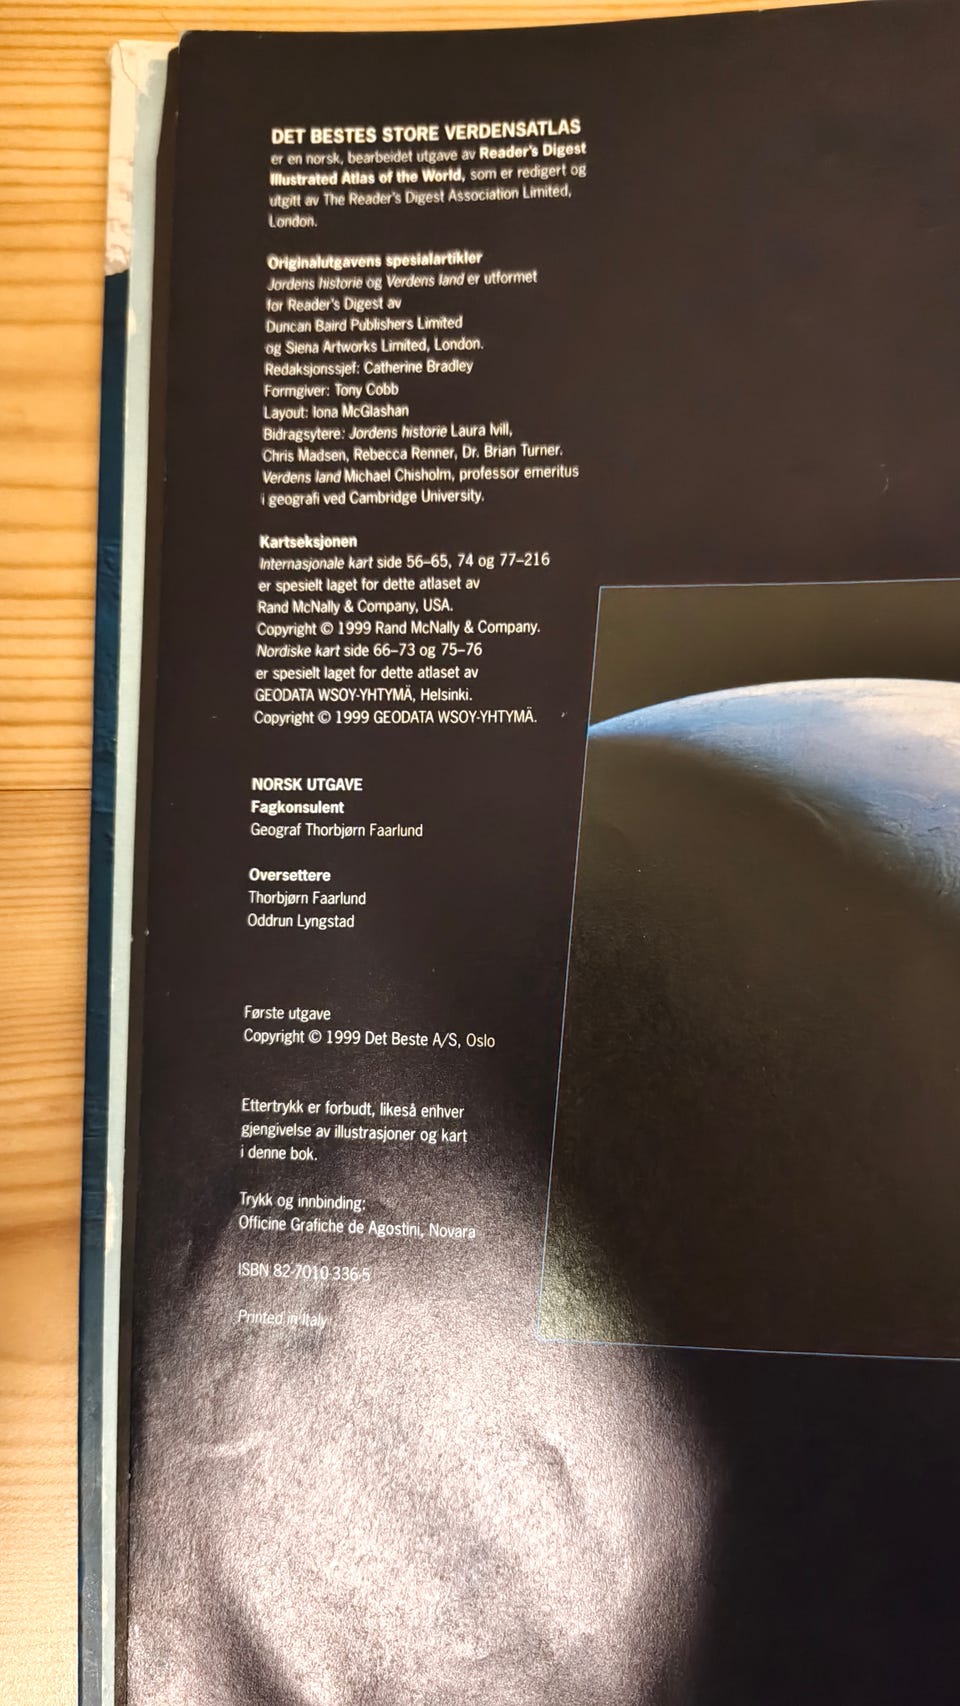 DET BESTES STORE VERDENSATLAS
er en norsk, bearbeidet utgave av Reader's Digest
Illustrated Atlas of the World, som er redigert og
utgitt av The Reader's Digest Association Limited,
London.
Originalutgavens spesialartikler
Jordens historie og Verdens land er utformet
for Reader's Digest av
Duncan Baird Publishers Limited
og Siena Artworks Limited, London.
Redaksjonssjef: Catherine Bradley
Formgiver: Tony Cobb
Layout: Iona McGlashan
Bidragsytere: Jordens historie Laura Ivill,
Chris Madsen, Rebecca Renner, Dr. Brian Turner.
Verdens land Michael Chisholm, professor emeritus
i geografi ved Cambridge University.
Kartseksjonen
Internasjonale kart side 56–65, 74 og 77–216
er spesielt laget for dette atlaset av
Rand McNally & Company, USA.
Copyright © 1999 Rand McNally & Company.
Nordiske kart side 66–73 og 75–76
er spesielt laget for dette atlaset av
GEODATA WSOY-YHTYMÄ, Helsinki.
Copyright © 1999 GEODATA WSOY-YHTYMÄ.
NORSK UTGAVE
Fagkonsulent
Geograf Thorbjørn Faarlund
Oversettere
Thorbjørn Faarlund
Oddrun Lyngstad
Første utgave
Copyright © 1999 Det Beste A/S, Oslo
Ettertrykk er forbudt, likeså enhver
gjengivelse av illustrasjoner og kart
i denne bok.
Trykk og innbinding:
Officine Grafiche de Agostini, Novara
ISBN 82-7010-336-5
Printed in Italy